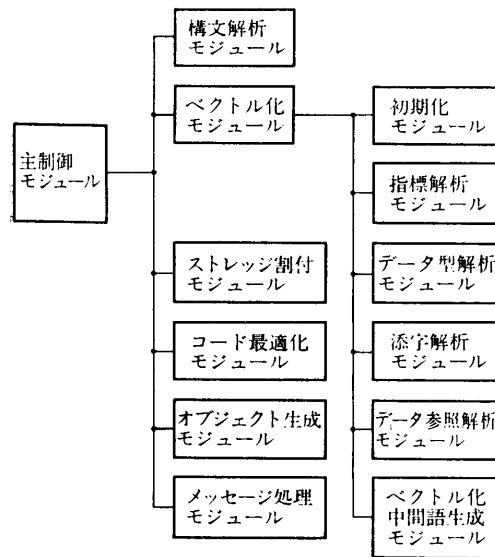 構文解析
モジュール
ベクトル化
モジュール
初期化
モジュール
主制御
モジュール
指標解析
モジュール
ストレッジ割付
モジュール
データ型解析
モジュール
コード最適化
モジュール
添字解析
モジュール
オブジェクト生成
モジュール
データ参照解析
モジュール
メッセージ処理
モジュール
ベクトル化
中間語生成
モジュール